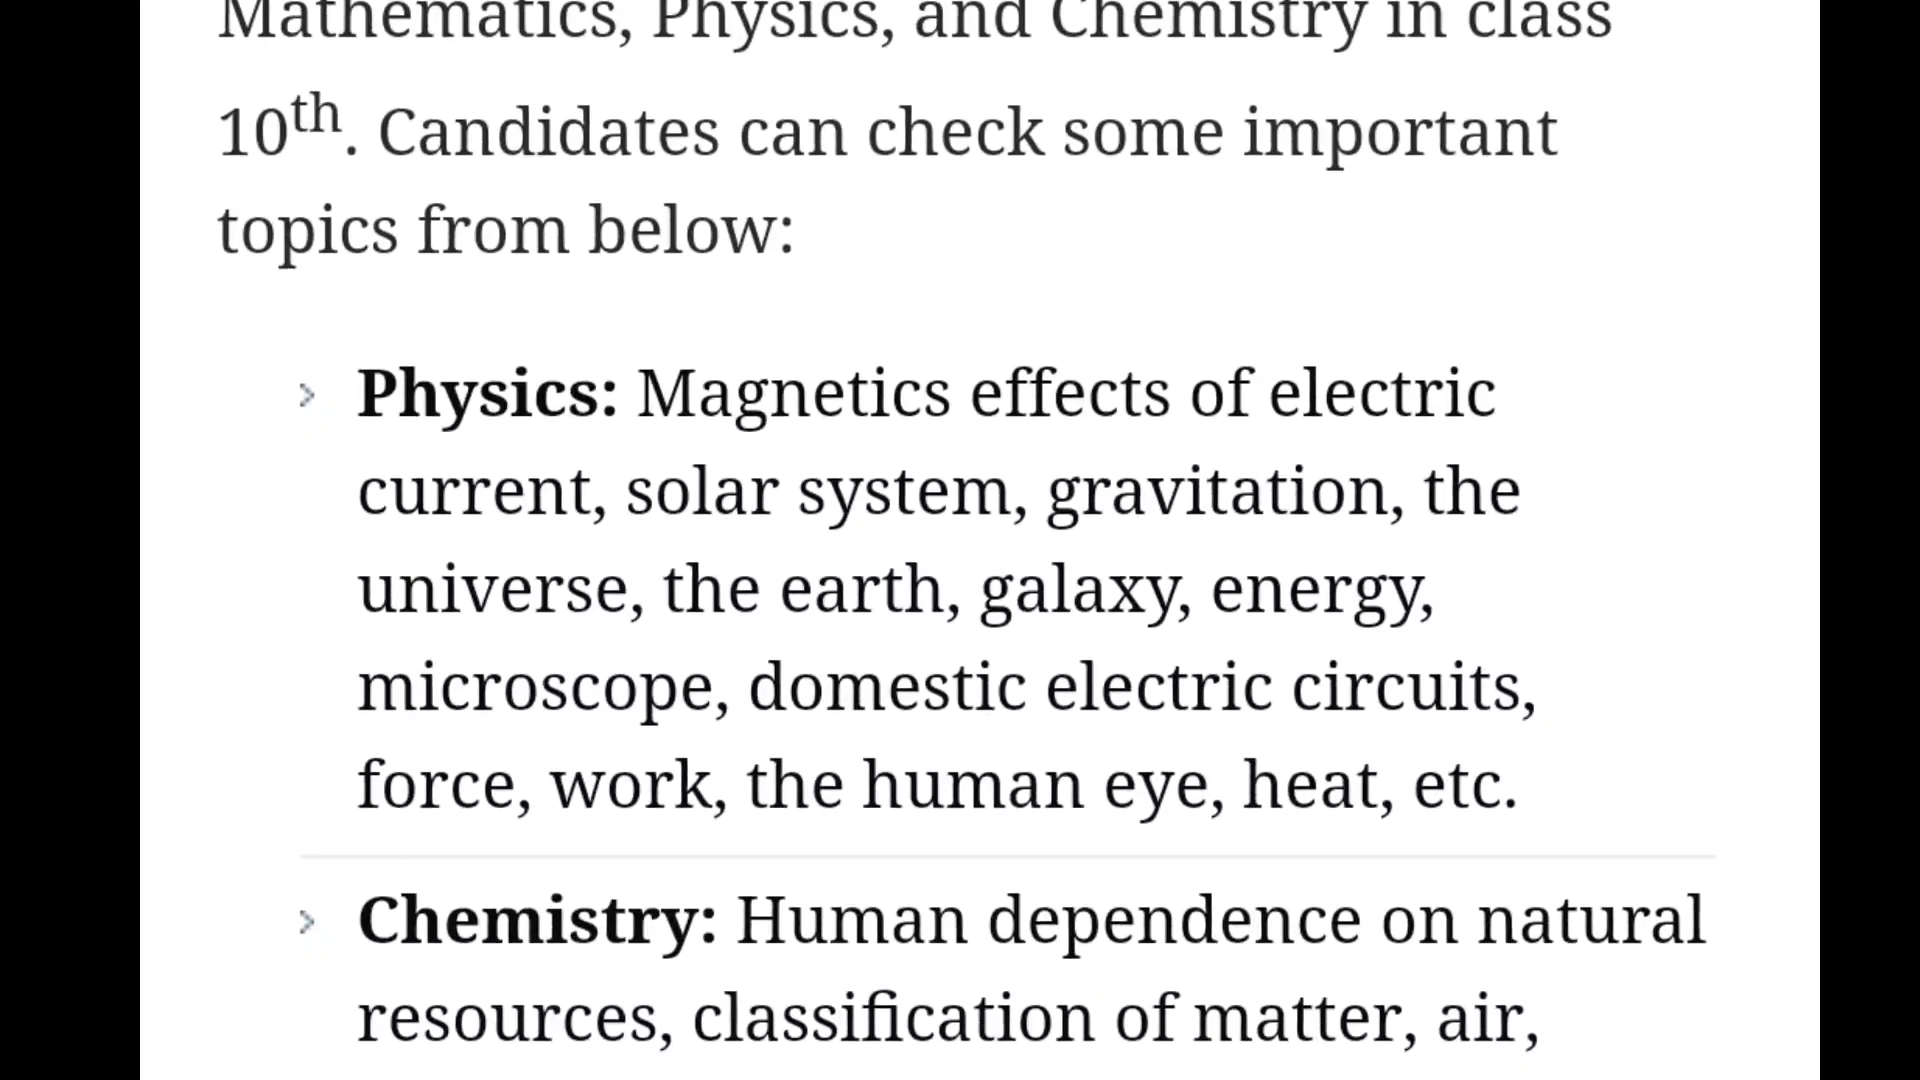 Mathematics, Physics, and Chemistry in class
10th. Candidates can check some important
topics from below:
Physics: Magnetics effects of electric
current, solar system, gravitation, the
universe, the earth, galaxy, energy,
microscope, domestic electric circuits,
force, work, the human eye, heat, etc.
Chemistry: Human dependence on natural
resources, classification of matter, air,